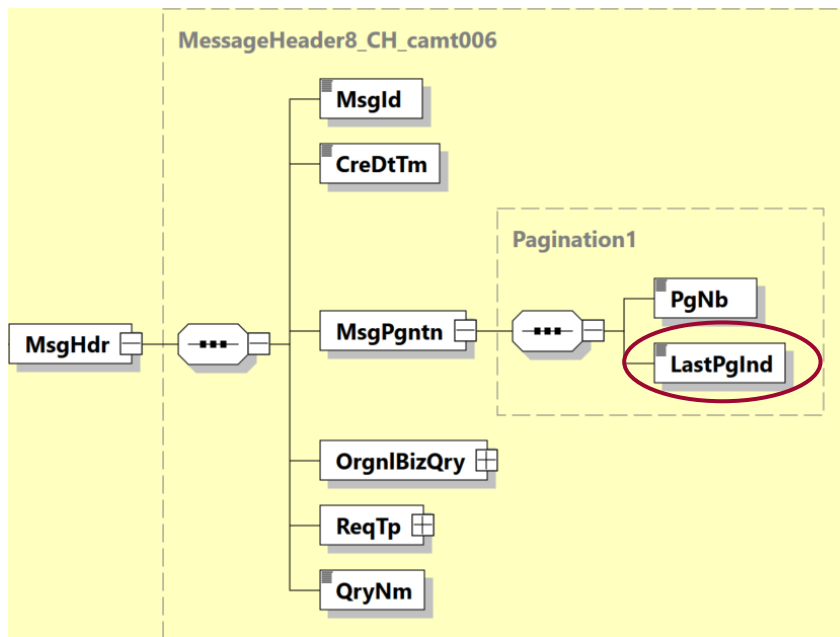 MessageHeader8_CH_camt006
MsgId
CreDtTm
Pagination1
PgNb
MsgHdr
MsgPgntn
LastPgInd
OrgnlBizQry
ReqTp
QryNm